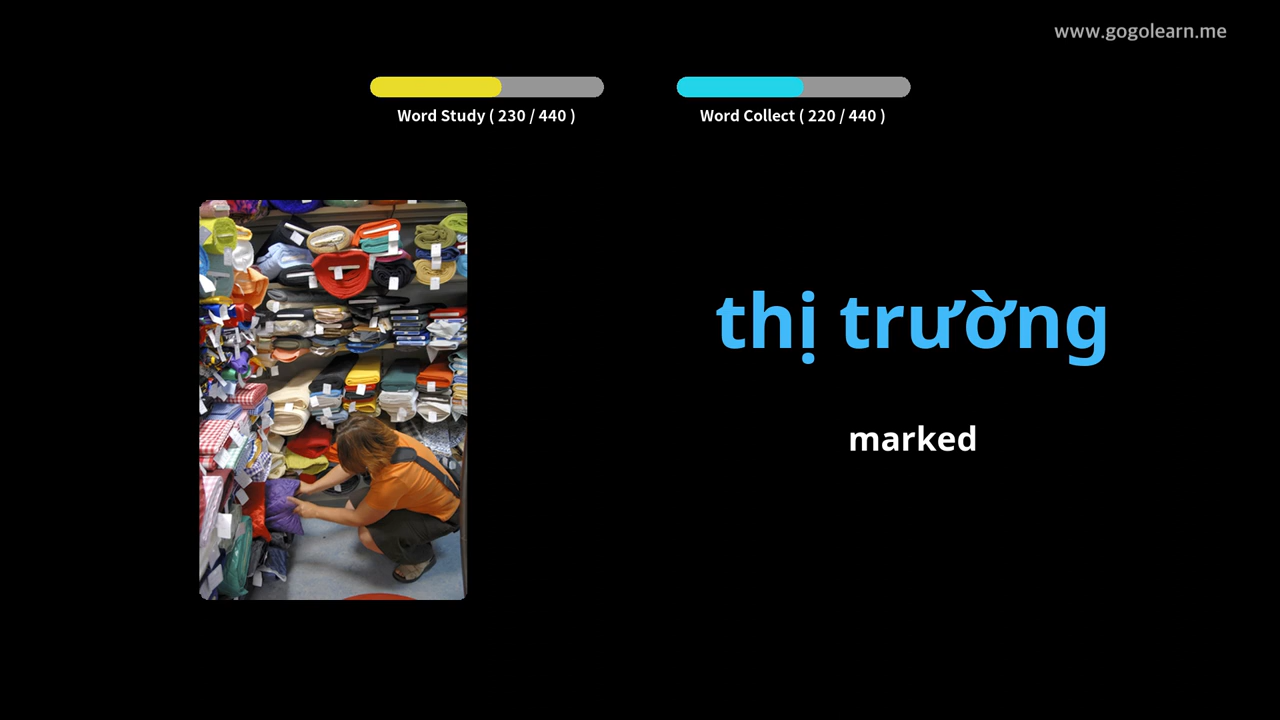 www.gogolearn.me
Word Study ( 230 / 440 )
Word Collect ( 220 / 440 )
thị trường
marked